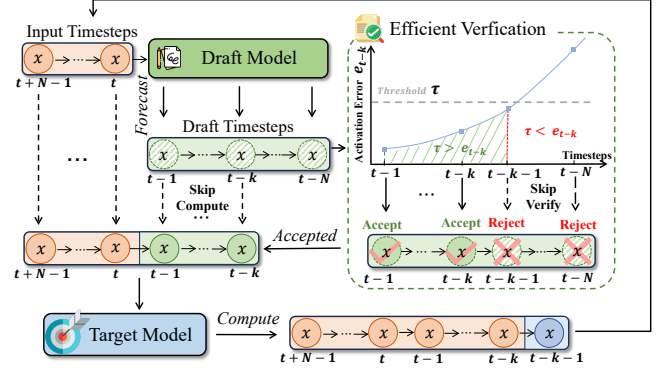 Input Timesteps
x ··· x
t+N−1 t
Forecast
Draft Model
Draft Timesteps
x ··· x ··· x
t−1 t−k t−N
Skip
Compute
...
...
Efficient Verfication
Activation Error e_{t−k}
Threshold τ
τ > e_{t−k}
τ < e_{t−k}
Timesteps
t−1 t−k t−k−1 t−N
...
Skip
Verify
...
Accept Accept Reject Reject
x ··· x x ··· x
t−1 t−k t−k−1 t−N
Accepted
x ··· x x ··· x
t+N−1 t t−1 t−k
Target Model
Compute
x ··· x x ··· x x
t+N−1 t t−1 t−k t−k−1